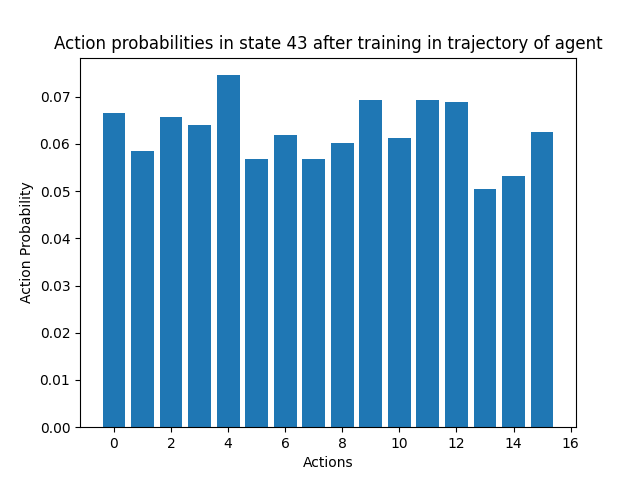 Action probabilities in state 43 after training in trajectory of agent
0.07
0.06
0.05
0.04
0.03
0.02
0.01
0.00
Action Probability
0 2 4 6 8 10 12 14 16
Actions